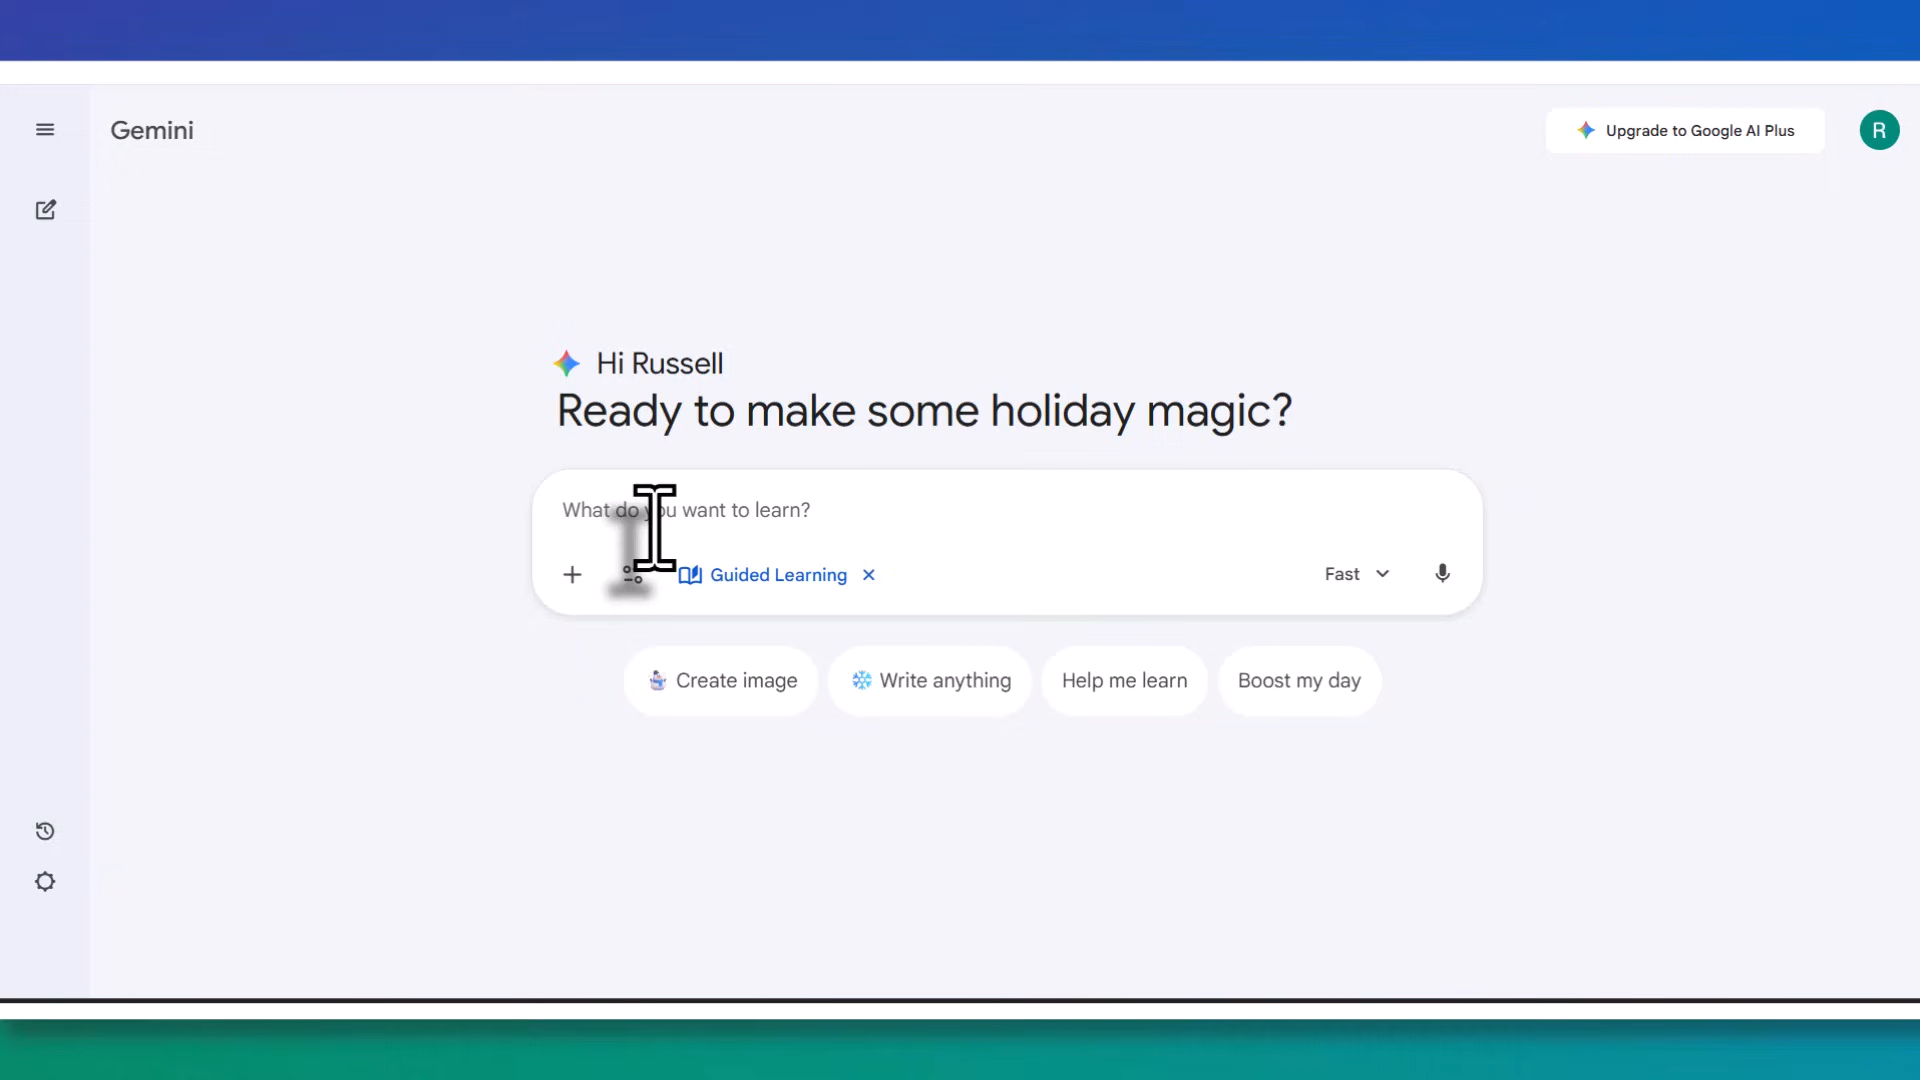 Gemini
Upgrade to Google AI Plus
R
Hi Russell
Ready to make some holiday magic?
What do you want to learn?
Guided Learning
Fast
Create image
Write anything
Help me learn
Boost my day